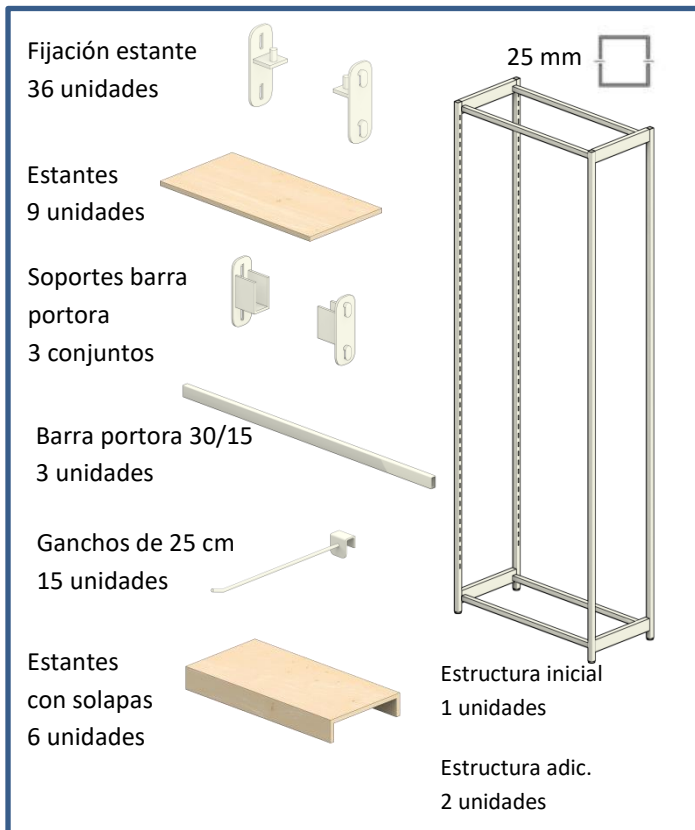 Fijación estante
36 unidades
25 mm
Estantes
9 unidades
Soportes barra
portora
3 conjuntos
Barra portora 30/15
3 unidades
Ganchos de 25 cm
15 unidades
Estantes
con solapas
6 unidades
Estructura inicial
1 unidades
Estructura adic.
2 unidades